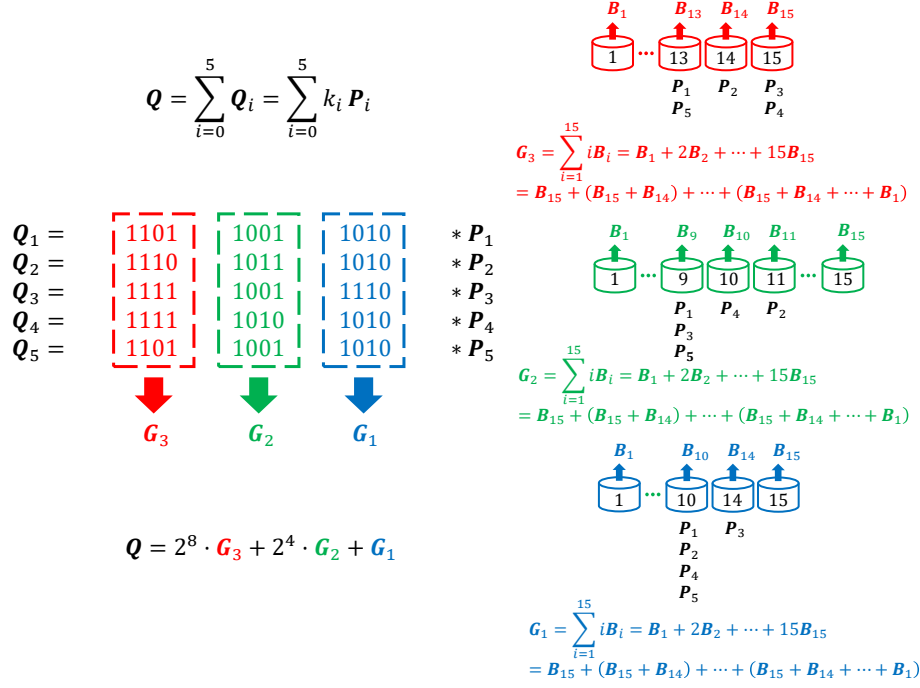 Q = ∑_{i=0}^{5} Q_i = ∑_{i=0}^{5} k_i P_i
Q_1 = 1101 1001 1010 * P_1
Q_2 = 1110 1011 1010 * P_2
Q_3 = 1111 1001 1110 * P_3
Q_4 = 1111 1010 1010 * P_4
Q_5 = 1101 1001 1010 * P_5
G_3 G_2 G_1
Q = 2^8 · G_3 + 2^4 · G_2 + G_1
B_1 B_13 B_14 B_15
1 ... 13 14 15
P_1 P_2 P_3
P_5 P_4
G_3 = ∑_{i=1}^{15} iB_i = B_1 + 2B_2 + ⋯ + 15B_15
= B_15 + (B_15 + B_14) + ⋯ + (B_15 + B_14 + ⋯ + B_1)
B_1 B_9 B_10 B_11 B_15
1 ... 9 10 11 ... 15
P_1 P_4 P_2
P_3
P_5
G_2 = ∑_{i=1}^{15} iB_i = B_1 + 2B_2 + ⋯ + 15B_15
= B_15 + (B_15 + B_14) + ⋯ + (B_15 + B_14 + ⋯ + B_1)
B_1 B_10 B_14 B_15
1 ... 10 14 15
P_1 P_3
P_2
P_4
P_5
G_1 = ∑_{i=1}^{15} iB_i = B_1 + 2B_2 + ⋯ + 15B_15
= B_15 + (B_15 + B_14) + ⋯ + (B_15 + B_14 + ⋯ + B_1)